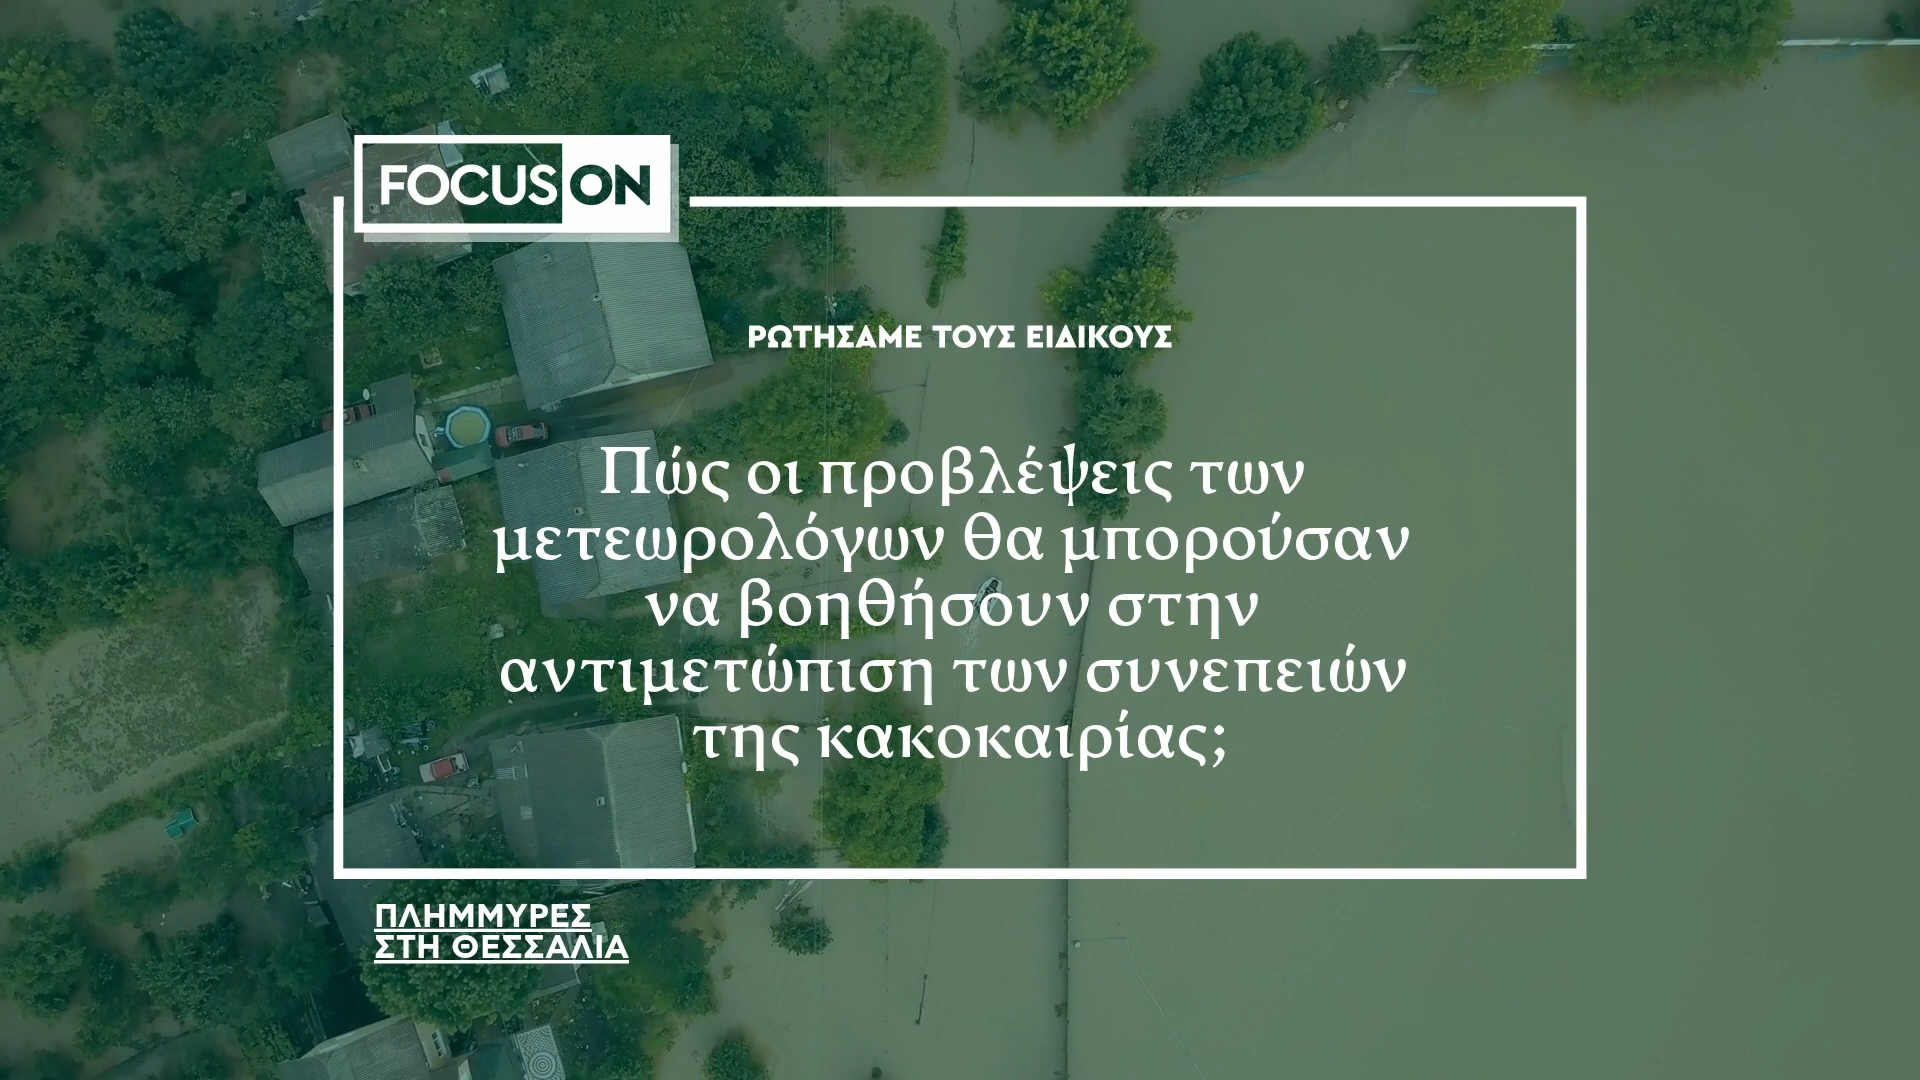 FOCUS ON
ΡΩΤΗΣΑΜΕ ΤΟΥΣ ΕΙΔΙΚΟΥΣ
Πώς οι προβλέψεις των
μετεωρολόγων θα μπορούσαν
να βοηθήσουν στην
αντιμετώπιση των συνεπειών
της κακοκαιρίας;
ΠΛΗΜΜΥΡΕΣ
ΣΤΗ ΘΕΣΣΑΛΙΑ